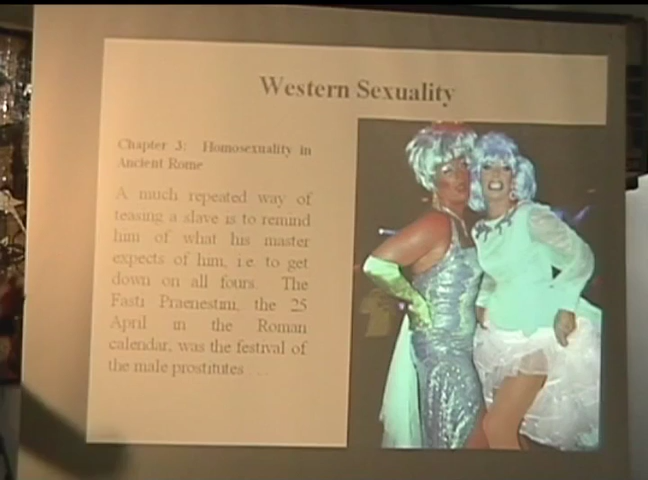 Western Sexuality
Chapter 3: Homosexuality in
Ancient Rome
A much repeated way of
teasing a slave is to remind
him of what his master
expects of him, i.e. to get
down on all fours. The
Fasti Praenestini, the 25
April in the Roman
calendar, was the festival of
the male prostitutes ...